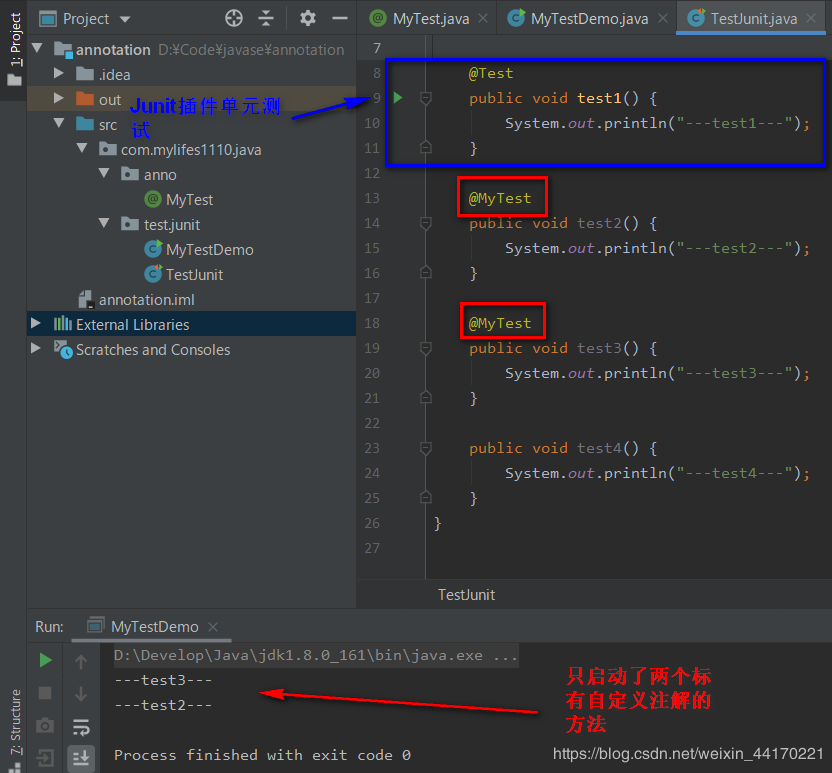 Project
MyTest.java
MyTestDemo.java
TestJunit.java
1: Project
annotation D:¥Code¥javase¥annotation
.idea
out
src
com.mylifes1110.java
anno
MyTest
test.junit
MyTestDemo
TestJunit
annotation.iml
External Libraries
Scratches and Consoles
Junit插件单元测
试
7
8 @Test
9 public void test1() {
10 System.out.println("---test1---");
11 }
12
13 @MyTest
14 public void test2() {
15 System.out.println("---test2---");
16 }
17
18 @MyTest
19 public void test3() {
20 System.out.println("---test3---");
21 }
22
23 public void test4() {
24 System.out.println("---test4---");
25 }
26 }
27
TestJunit
Run: MyTestDemo
D:\Develop\Java\jdk1.8.0_161\bin\java.exe ...
---test3---
---test2---
Process finished with exit code 0
只启动了两个标
有自定义注解的
方法
Z: Structure
https://blog.csdn.net/weixin_44170221